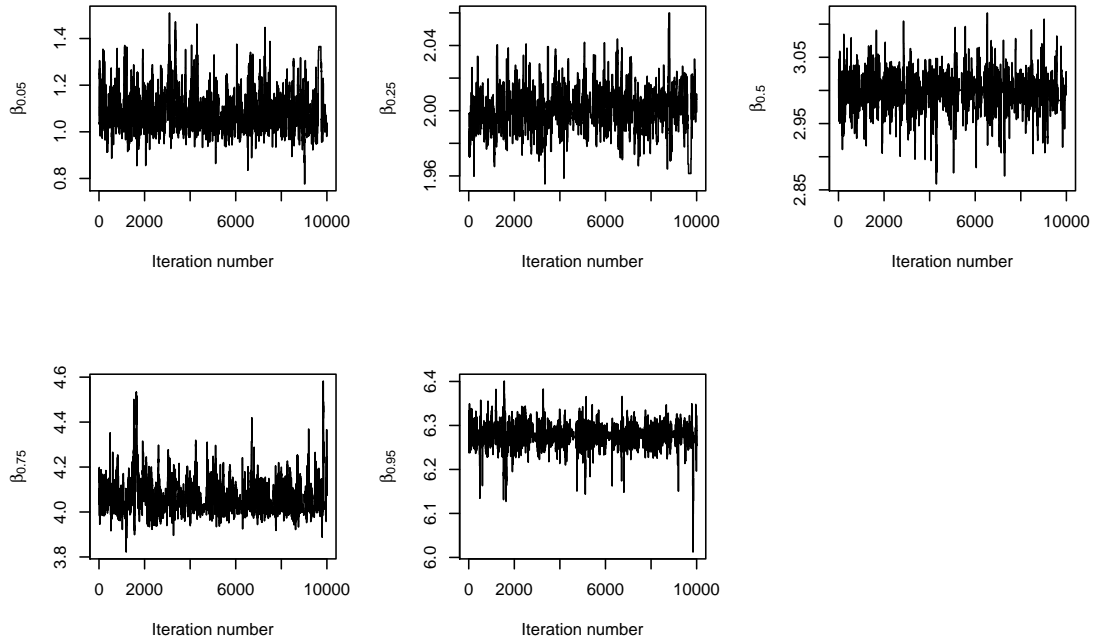 β0.05
1.4
1.2
1.0
0.8
0 2000 6000 10000
Iteration number
β0.25
2.04
2.00
1.96
0 2000 6000 10000
Iteration number
β0.5
3.05
2.95
2.85
0 2000 6000 10000
Iteration number
β0.75
4.6
4.4
4.2
4.0
3.8
0 2000 6000 10000
Iteration number
β0.95
6.4
6.3
6.2
6.1
6.0
0 2000 6000 10000
Iteration number